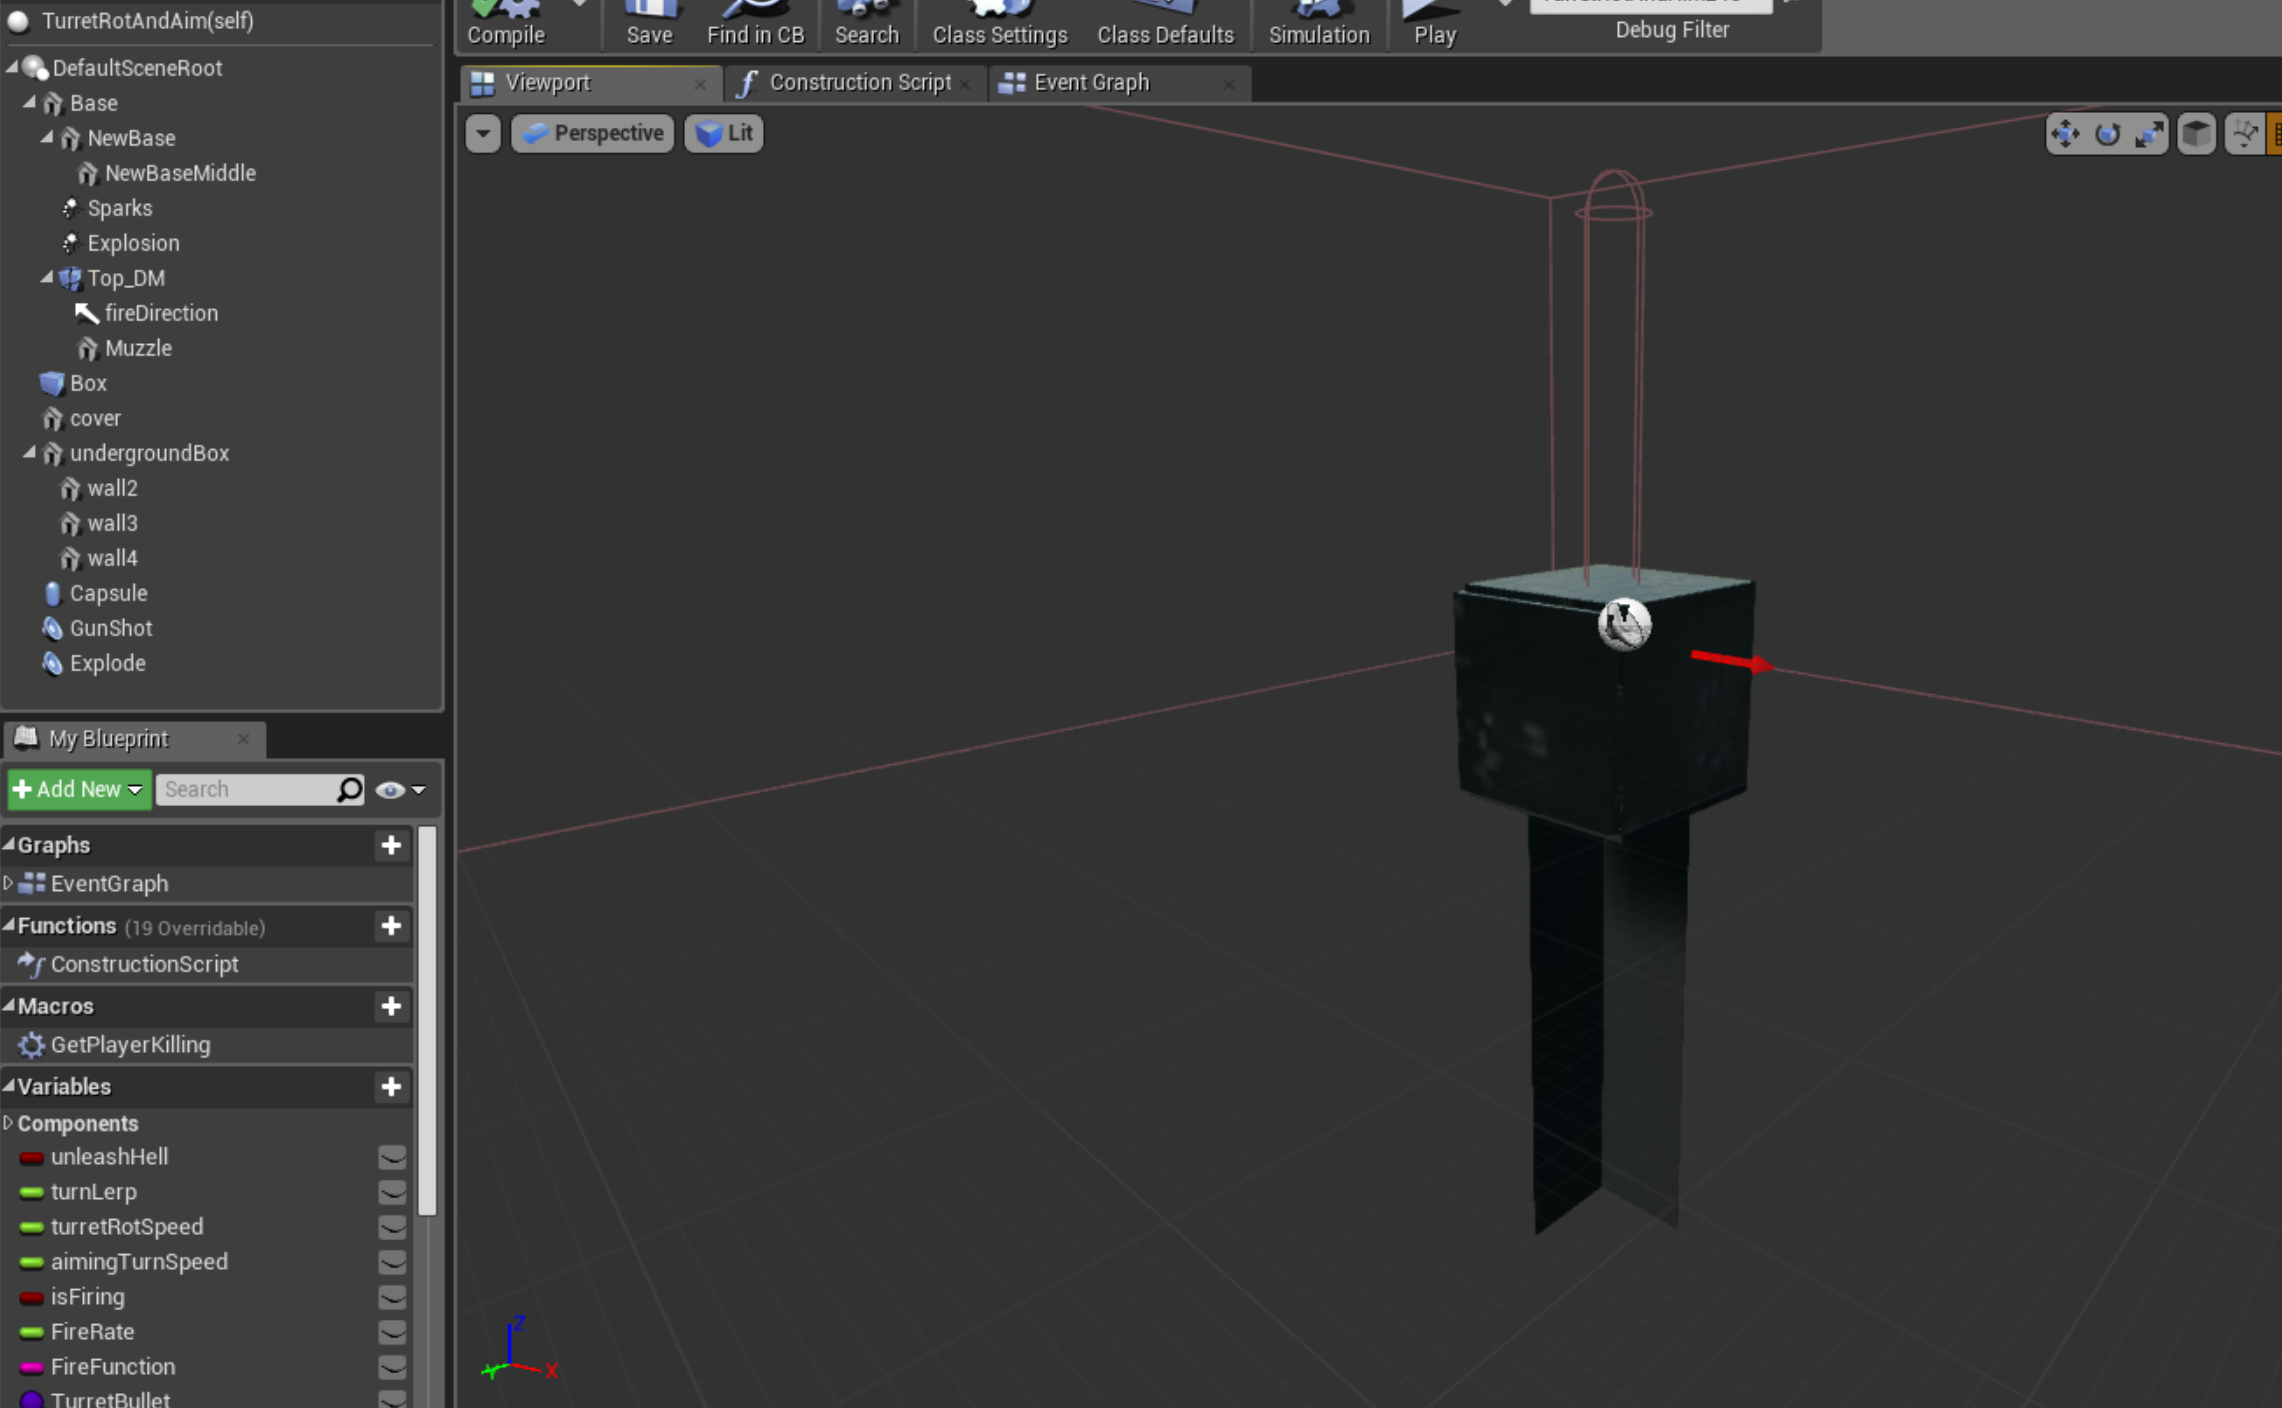 TurretRotAndAim(self)
DefaultSceneRoot
Base
NewBase
NewBaseMiddle
Sparks
Explosion
Top_DM
fireDirection
Muzzle
Box
cover
undergroundBox
wall2
wall3
wall4
Capsule
GunShot
Explode
My Blueprint
Add New
Search
Graphs
EventGraph
Functions (19 Overridable)
ConstructionScript
Macros
GetPlayerKilling
Variables
Components
unleashHell
turnLerp
turretRotSpeed
aimingTurnSpeed
isFiring
FireRate
FireFunction
TurretBullet
Compile
Save
Find in CB
Search
Class Settings
Class Defaults
Simulation
Play
Debug Filter
Viewport
Construction Script
Event Graph
Perspective
Lit
Z
X
Y